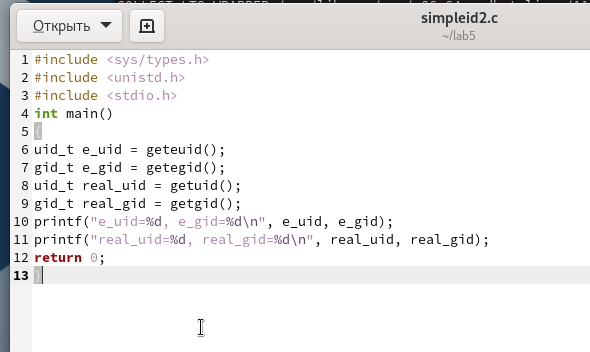 Открыть
simpleid2.c
~/lab5
1 #include <sys/types.h>
2 #include <unistd.h>
3 #include <stdio.h>
4 int main()
5 {
6 uid_t e_uid = geteuid();
7 gid_t e_gid = getegid();
8 uid_t real_uid = getuid();
9 gid_t real_gid = getgid();
10 printf("e_uid=%d, e_gid=%d\n", e_uid, e_gid);
11 printf("real_uid=%d, real_gid=%d\n", real_uid, real_gid);
12 return 0;
13 }